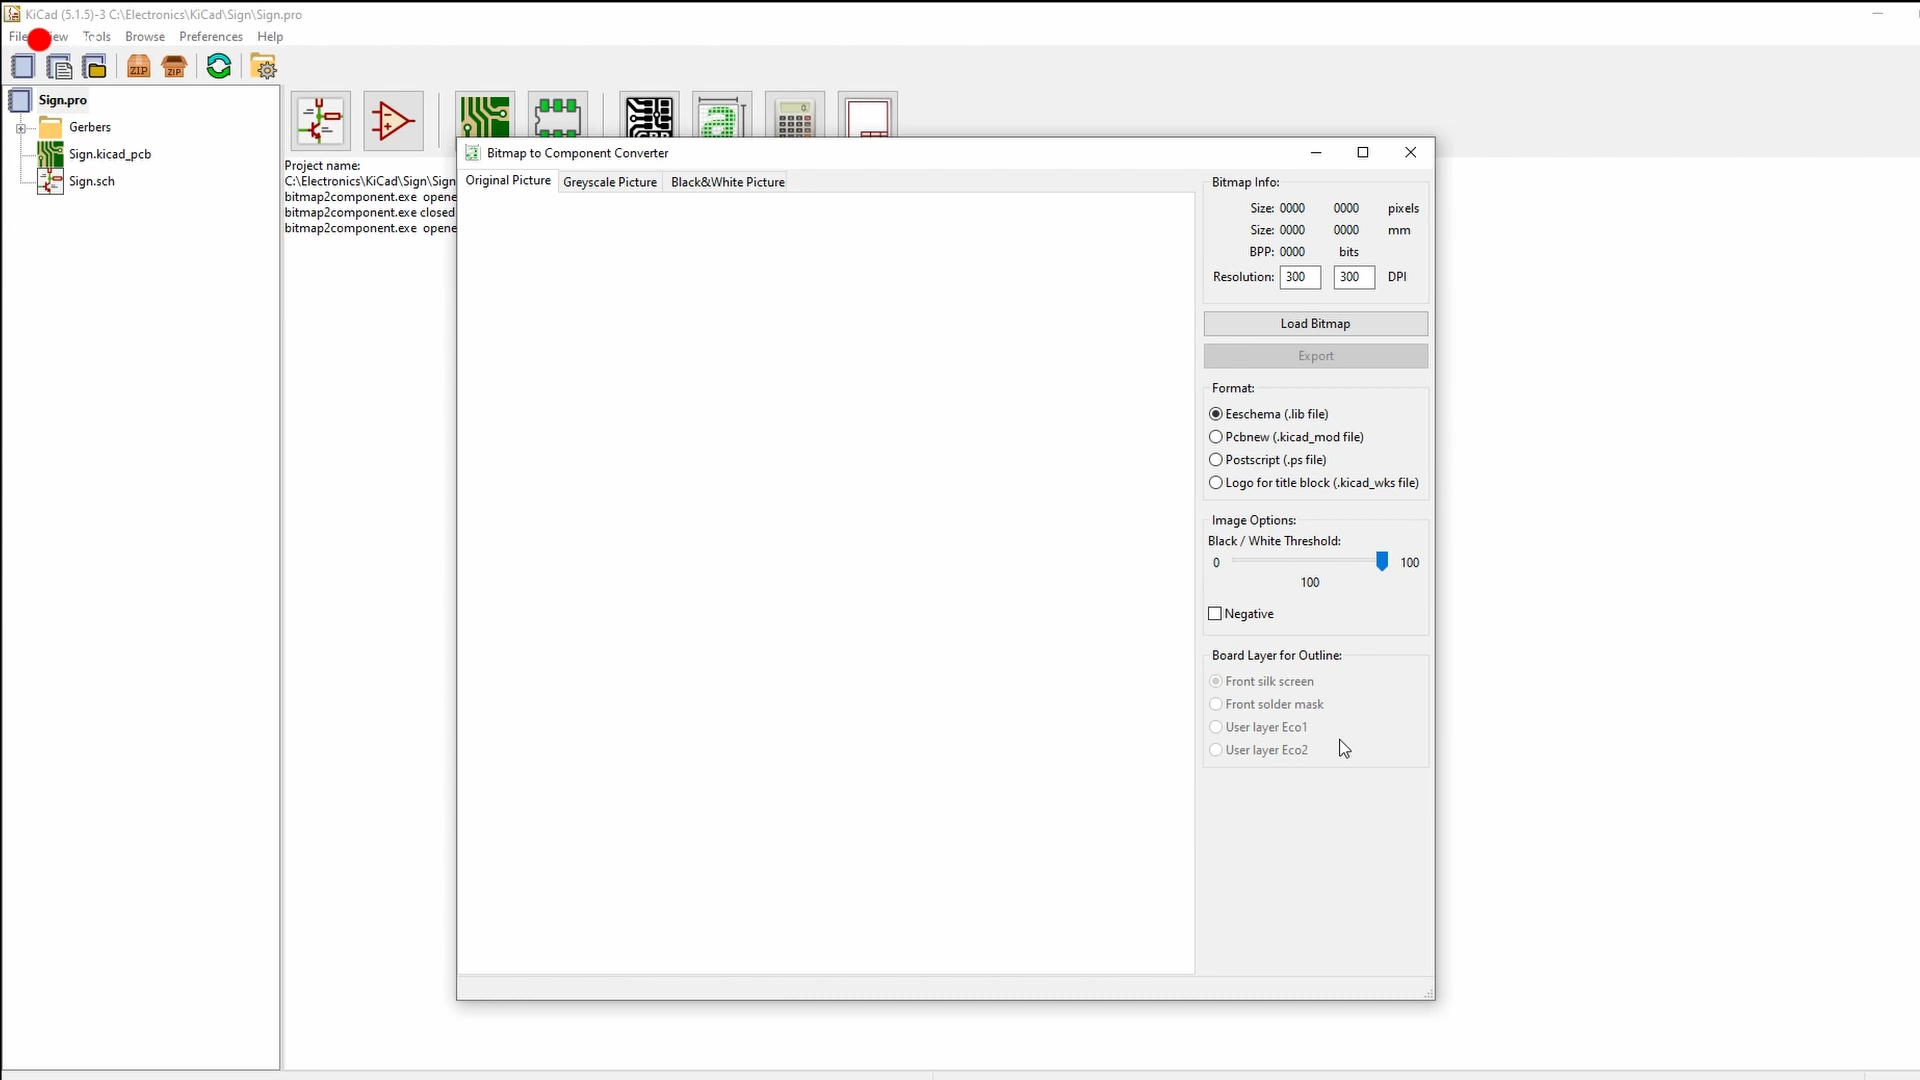 KiCad (5.1.5)-3 C:\Electronics\KiCad\Sign\Sign.pro
File View Tools Browse Preferences Help
Sign.pro
Gerbers
Sign.kicad_pcb
Sign.sch
Project name:
C:\Electronics\KiCad\Sign\Sign
bitmap2component.exe opene
bitmap2component.exe closed
bitmap2component.exe opene
Bitmap to Component Converter
Original Picture Greyscale Picture Black&White Picture
Bitmap Info:
Size: 0000 0000 pixels
Size: 0000 0000 mm
BPP: 0000 bits
Resolution: 300 300 DPI
Load Bitmap
Export
Format:
Eeschema (.lib file)
Pcbnew (.kicad_mod file)
Postscript (.ps file)
Logo for title block (.kicad_wks file)
Image Options:
Black / White Threshold:
0 100
100
Negative
Board Layer for Outline:
Front silk screen
Front solder mask
User layer Eco1
User layer Eco2